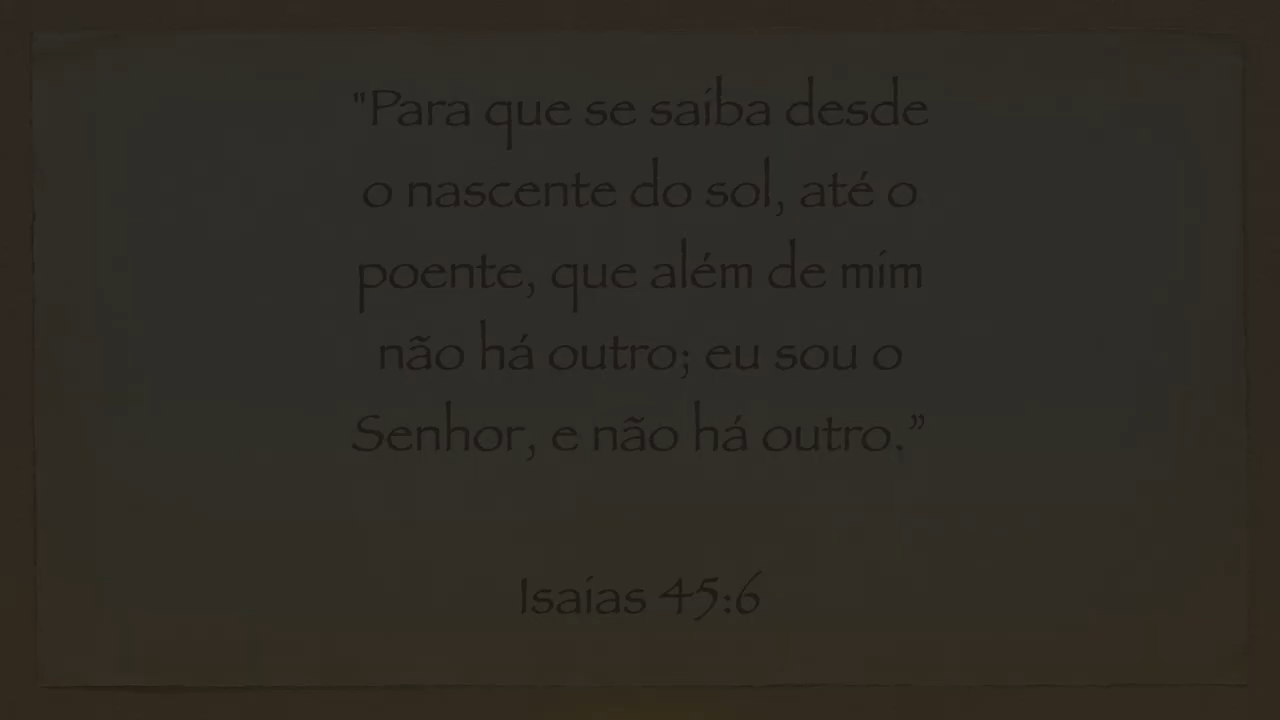 "Para que se saiba desde
o nascente do sol, até o
poente, que além de mim
não há outro; eu sou o
Senhor, e não há outro.”
Isaías 45:6